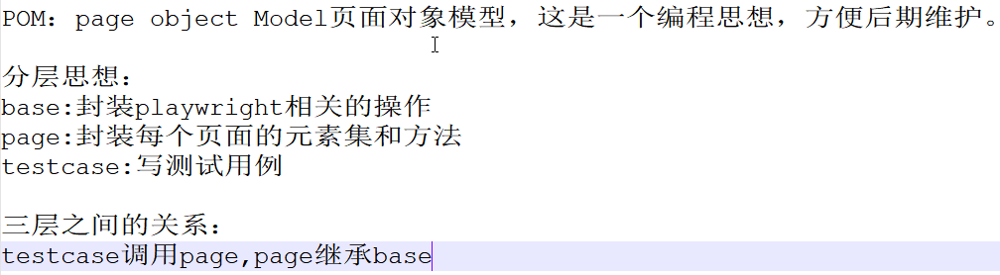 POM：page object Model页面对象模型，这是一个编程思想，方便后期维护。
分层思想：
base:封装playwright相关的操作
page:封装每个页面的元素集和方法
testcase:写测试用例
三层之间的关系：
testcase调用page,page继承base